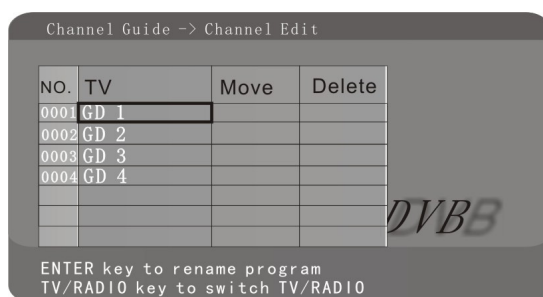 Channel Guide -> Channel Edit
NO. TV Move Delete
0001 GD 1
0002 GD 2
0003 GD 3
0004 GD 4
DVB
ENTER key to rename program
TV/RADIO key to switch TV/RADIO